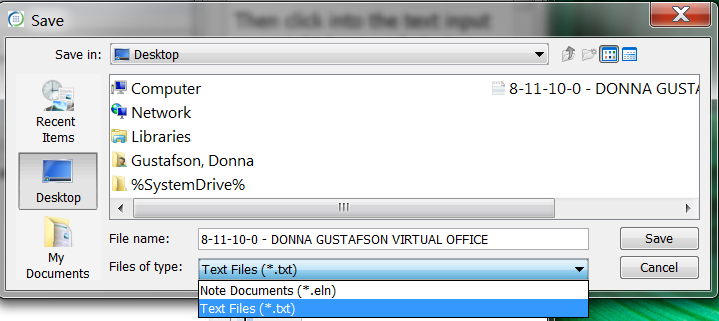 Save
Then click into the text input
Save in: Desktop
Computer
Network
Libraries
Gustafson, Donna
%SystemDrive%
8-11-10-0 - DONNA GUSTA
Recent
Items
Desktop
My
Documents
File name: 8-11-10-0 - DONNA GUSTAFSON VIRTUAL OFFICE Save
Files of type: Text Files (*.txt) Cancel
Note Documents (*.eln)
Text Files (*.txt)